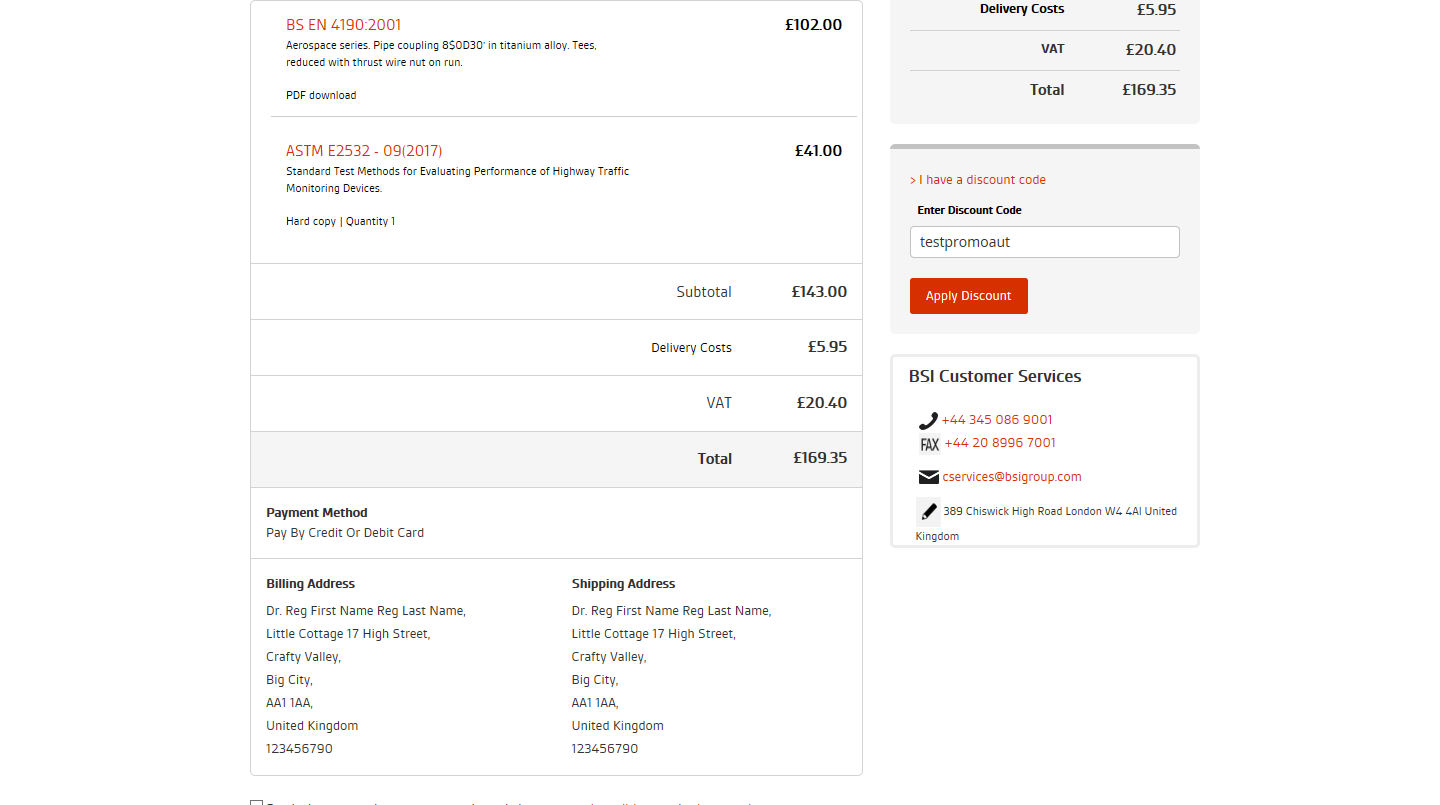 BS EN 4190:2001 £102.00
Aerospace series. Pipe coupling 8$0D30' in titanium alloy. Tees,
reduced with thrust wire nut on run.
PDF download
ASTM E2532 - 09(2017) £41.00
Standard Test Methods for Evaluating Performance of Highway Traffic
Monitoring Devices.
Hard copy | Quantity 1
Subtotal £143.00
Delivery Costs £5.95
VAT £20.40
Total £169.35
Payment Method
Pay By Credit Or Debit Card
Billing Address
Dr. Reg First Name Reg Last Name,
Little Cottage 17 High Street,
Crafty Valley,
Big City,
AA1 1AA,
United Kingdom
123456790
Shipping Address
Dr. Reg First Name Reg Last Name,
Little Cottage 17 High Street,
Crafty Valley,
Big City,
AA1 1AA,
United Kingdom
123456790
Delivery Costs £5.95
VAT £20.40
Total £169.35
> I have a discount code
Enter Discount Code
testpromoaut
Apply Discount
BSI Customer Services
+44 345 086 9001
FAX +44 20 8996 7001
cservices@bsigroup.com
389 Chiswick High Road London W4 4Al United
Kingdom